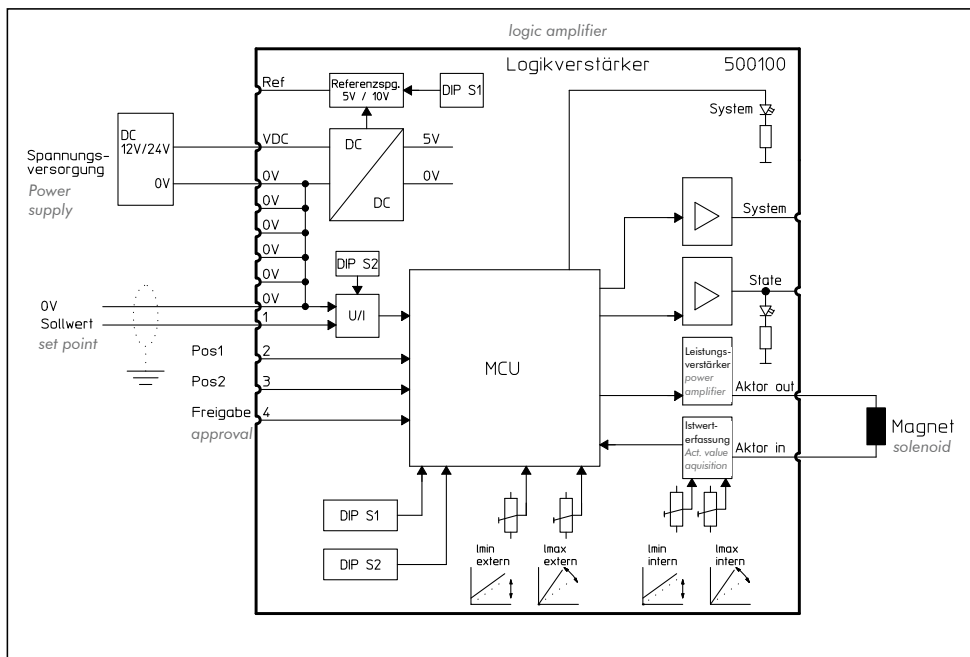 logic amplifier
Logikverstärker 500100
Ref
Referenzspg.
5V / 10V
DIP S1
System
DC
12V/24V
0V
Spannungs-
versorgung
Power
supply
VDC
0V
0V
0V
0V
0V
0V
DC
DC
5V
0V
System
DIP S2
State
U/I
0V
Sollwert
set point
1
Pos1
2
Pos2
3
Freigabe
approval
4
MCU
Leistungs-
verstärker
power
amplifier
Aktor out
Istwert-
erfassung
Act. value
aquisition
Aktor in
Magnet
solenoid
DIP S1
DIP S2
Imin
extern
Imax
extern
Imin
intern
Imax
intern